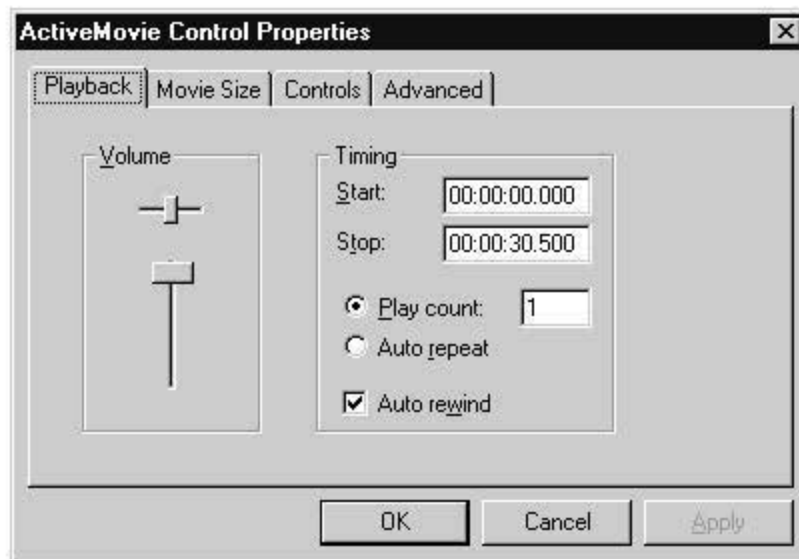 ActiveMovie Control Properties
Playback Movie Size Controls Advanced
Volume
Timing
Start: 00:00:00.000
Stop: 00:00:30.500
Play count: 1
Auto repeat
Auto rewind
OK Cancel Apply